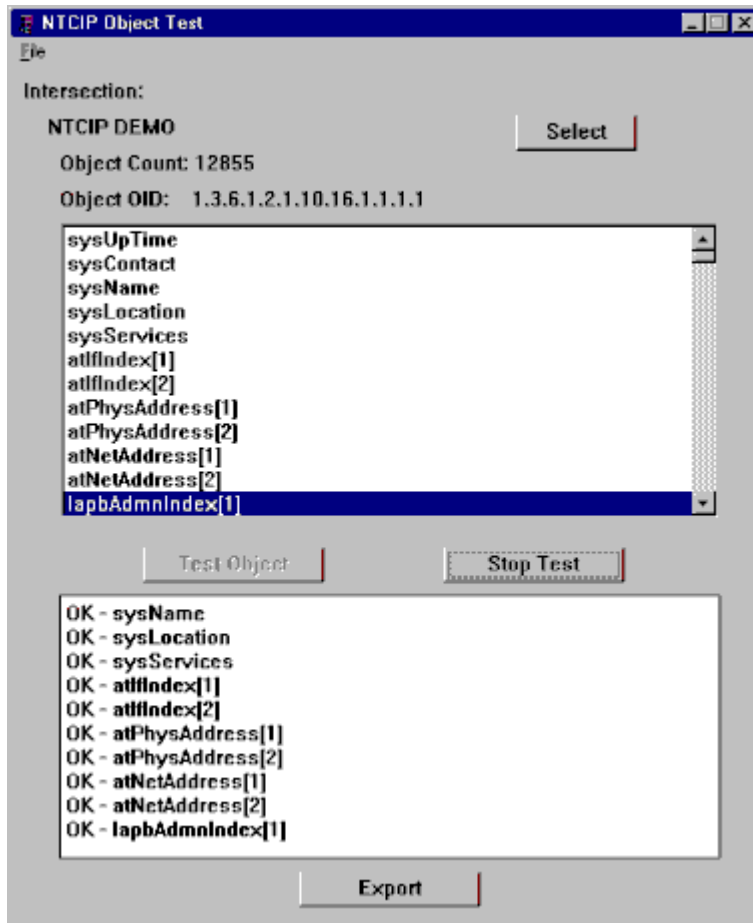 NTCIP Object Test
File
Intersection:
NTCIP DEMO
Select
Object Count: 12855
Object OID: 1.3.6.1.2.1.10.16.1.1.1.1
sysUpTime
sysContact
sysName
sysLocation
sysServices
atIfIndex[1]
atIfIndex[2]
atPhysAddress[1]
atPhysAddress[2]
atNetAddress[1]
atNetAddress[2]
lapbAdmnIndex[1]
Test Object
Stop Test
OK - sysName
OK - sysLocation
OK - sysServices
OK - atIfIndex[1]
OK - atIfIndex[2]
OK - atPhysAddress[1]
OK - atPhysAddress[2]
OK - atNetAddress[1]
OK - atNetAddress[2]
OK - lapbAdmnIndex[1]
Export